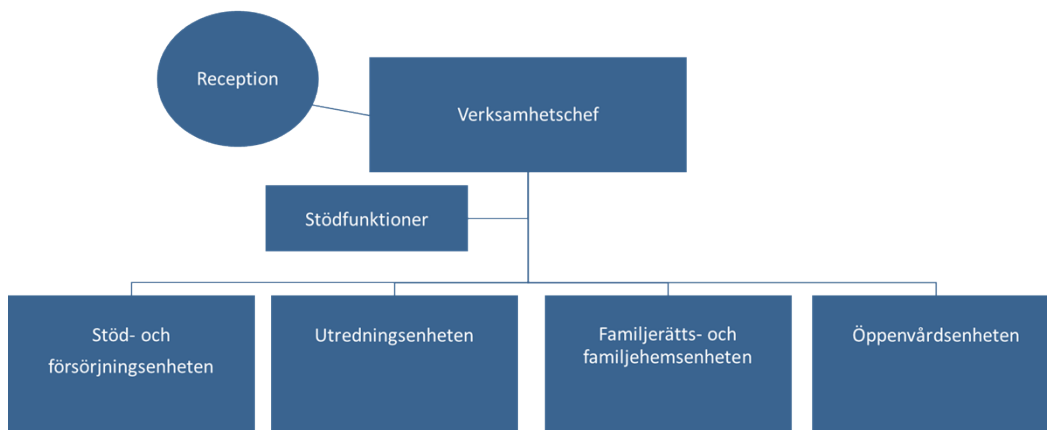 Reception
Verksamhetschef
Stödfunktioner
Stöd- och
försörjningsenheten
Utredningsenheten
Familjerätts- och
familjehemsenheten
Öppenvårdsenheten